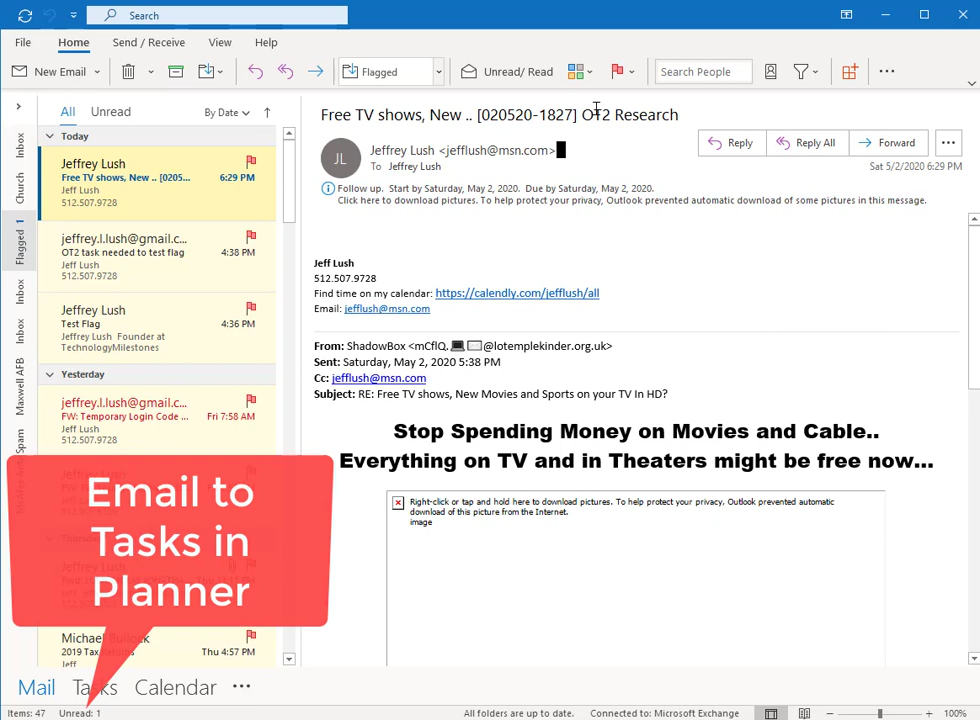 Search
File
Home
Send / Receive
View
Help
New Email
Flagged
Unread/ Read
Search People
All
Unread
By Date
Free TV shows, New .. [020520-1827] OT2 Research
Inbox
Church
Flagged 1
Inbox
Inbox
Maxwell AFB
Spam
Today
Jeffrey Lush
Free TV shows, New .. [0205...
6:29 PM
Jeff Lush
512.507.9728
jeffrey.l.lush@gmail.c...
OT2 task needed to test flag
4:38 PM
Jeff Lush
512.507.9728
Jeffrey Lush
Test Flag
4:36 PM
Jeffrey Lush Founder at
TechnologyMilestones
Yesterday
jeffrey.l.lush@gmail.c...
FW: Temporary Login Code ...
Fri 7:58 AM
Jeff Lush
512.507.9728
Email to
Tasks in
Planner
Michael Bullock
2019 Tax Returns
Thu 4:57 PM
Jeff
JL
Jeffrey Lush <jefflush@msn.com>
To Jeffrey Lush
Reply
Reply All
Forward
Sat 5/2/2020 6:29 PM
Follow up. Start by Saturday, May 2, 2020. Due by Saturday, May 2, 2020.
Click here to download pictures. To help protect your privacy, Outlook prevented automatic download of some pictures in this message.
Jeff Lush
512.507.9728
Find time on my calendar: https://calendly.com/jefflush/all
Email: jefflush@msn.com
From: ShadowBox <mCflQ.💻✉@lotemplekinder.org.uk>
Sent: Saturday, May 2, 2020 5:38 PM
Cc: jefflush@msn.com
Subject: RE: Free TV shows, New Movies and Sports on your TV In HD?
Stop Spending Money on Movies and Cable..
Everything on TV and in Theaters might be free now...
Right-click or tap and hold here to download pictures. To help protect your privacy, Outlook prevented automatic
download of this picture from the Internet.
image
Mail
Tasks
Calendar
Items: 47
Unread: 1
All folders are up to date.
Connected to: Microsoft Exchange
100%